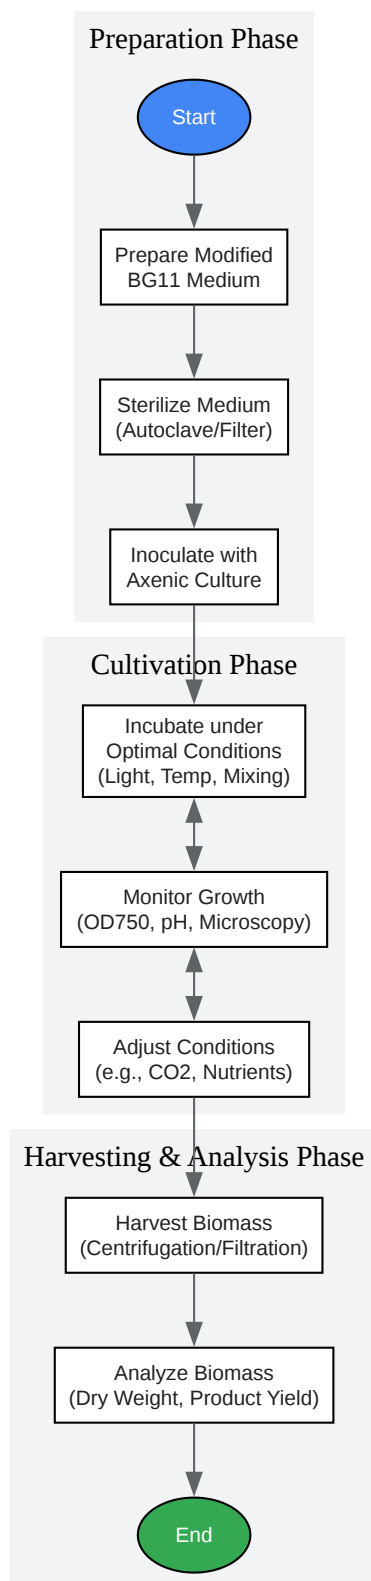 Preparation Phase
Start
Prepare Modified
BG11 Medium
Sterilize Medium
(Autoclave/Filter)
Inoculate with
Axenic Culture
Cultivation Phase
Incubate under
Optimal Conditions
(Light, Temp, Mixing)
Monitor Growth
(OD750, pH, Microscopy)
Adjust Conditions
(e.g., CO2, Nutrients)
Harvesting & Analysis Phase
Harvest Biomass
(Centrifugation/Filtration)
Analyze Biomass
(Dry Weight, Product Yield)
End